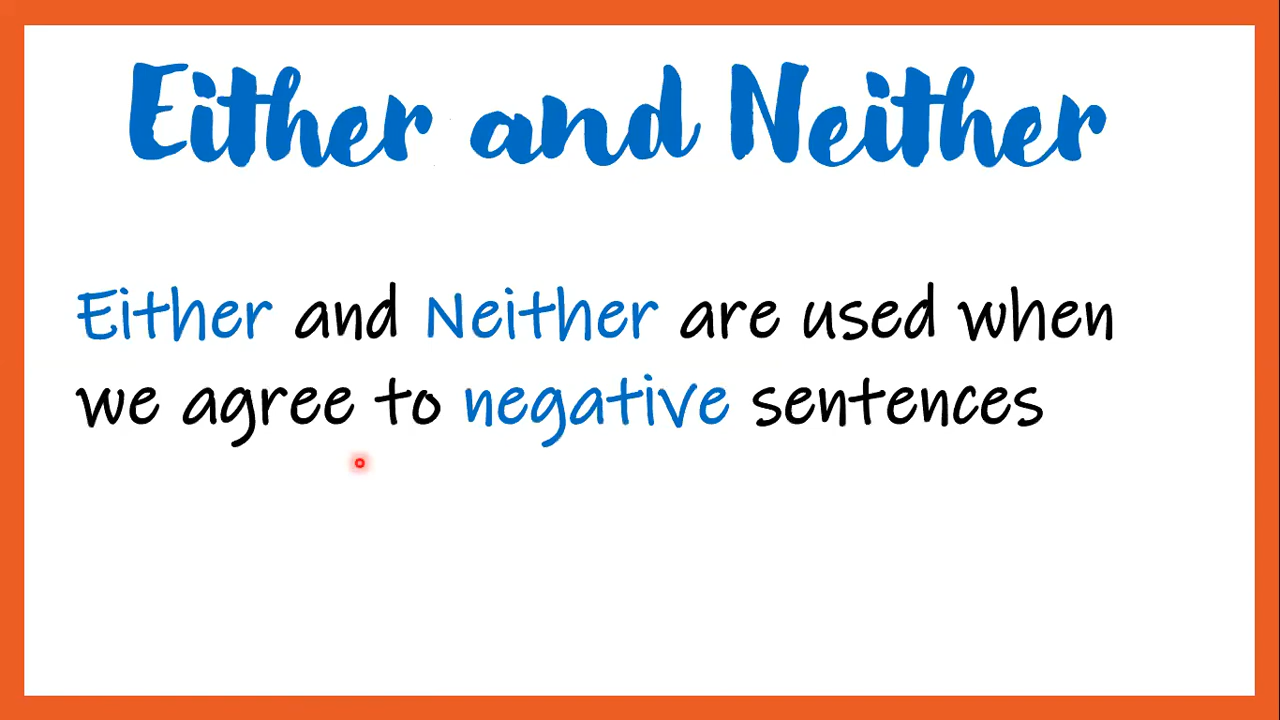 Either and Neither
Either and Neither are used when
we agree to negative sentences